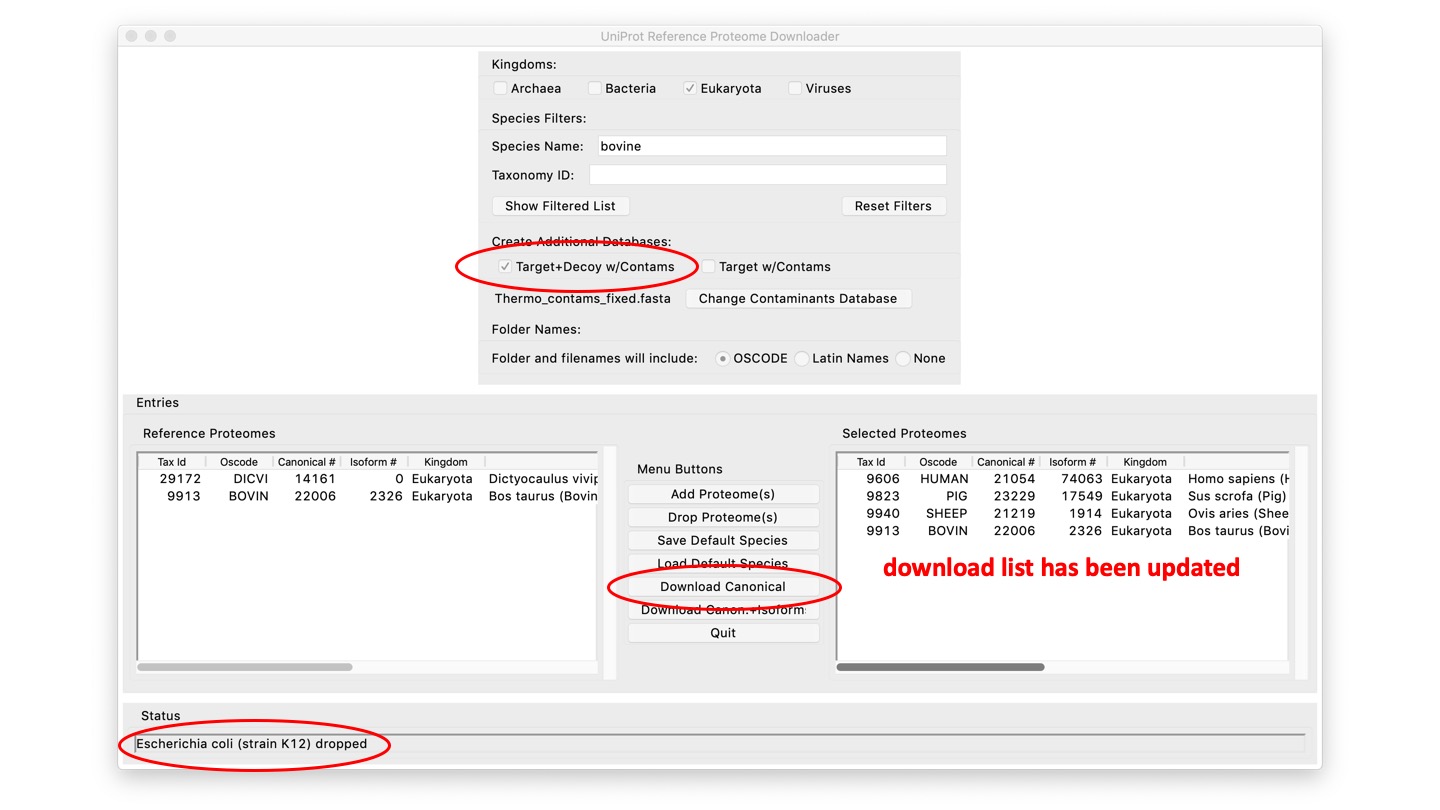 UniProt Reference Proteome Downloader
Kingdoms:
Archaea Bacteria Eukaryota Viruses
Species Filters:
Species Name: bovine
Taxonomy ID:
Show Filtered List Reset Filters
Create Additional Databases:
Target+Decoy w/Contams Target w/Contams
Thermo_contams_fixed.fasta Change Contaminants Database
Folder Names:
Folder and filenames will include: OSCODE Latin Names None
Entries
Reference Proteomes
Tax Id Oscode Canonical # Isoform # Kingdom
29172 DICVI 14161 0 Eukaryota Dictyocaulus vivip
9913 BOVIN 22006 2326 Eukaryota Bos taurus (Bovin
Menu Buttons
Add Proteome(s)
Drop Proteome(s)
Save Default Species
Load Default Species
Download Canonical
Download Canon.+Isoform
Quit
Selected Proteomes
Tax Id Oscode Canonical # Isoform # Kingdom
9606 HUMAN 21054 74063 Eukaryota Homo sapiens (H
9823 PIG 23229 17549 Eukaryota Sus scrofa (Pig)
9940 SHEEP 21219 1914 Eukaryota Ovis aries (Shee
9913 BOVIN 22006 2326 Eukaryota Bos taurus (Bovi
download list has been updated
Status
Escherichia coli (strain K12) dropped